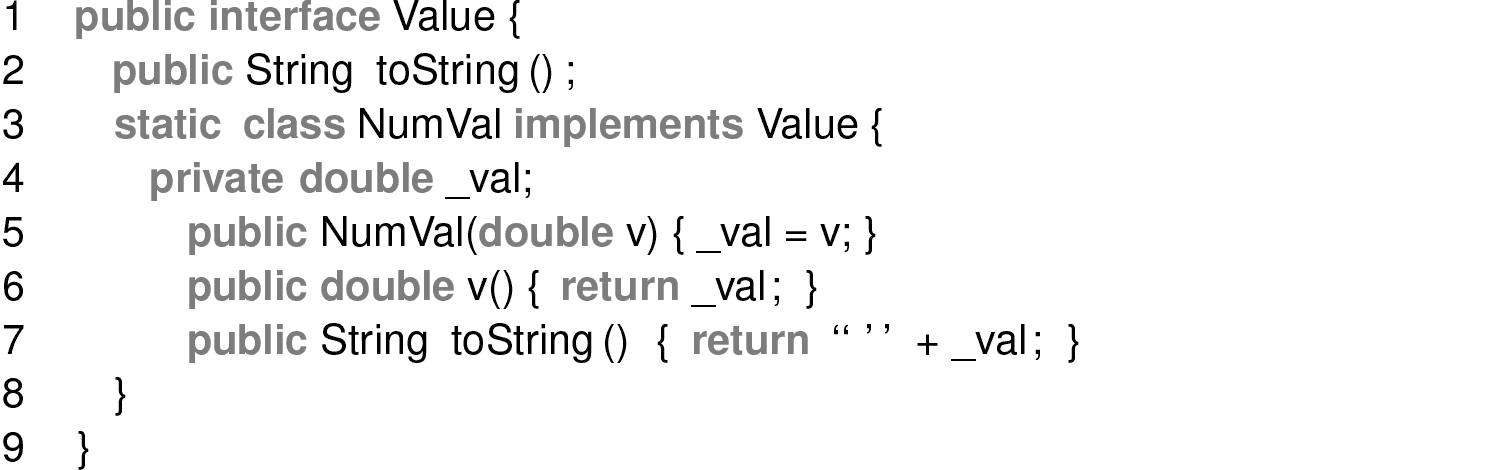 1 public interface Value {
2 public String toString () ;
3 static class NumVal implements Value {
4 private double _val;
5 public NumVal(double v) { _val = v; }
6 public double v() { return _val; }
7 public String toString () { return “ ’ ’ + _val; }
8 }
9 }